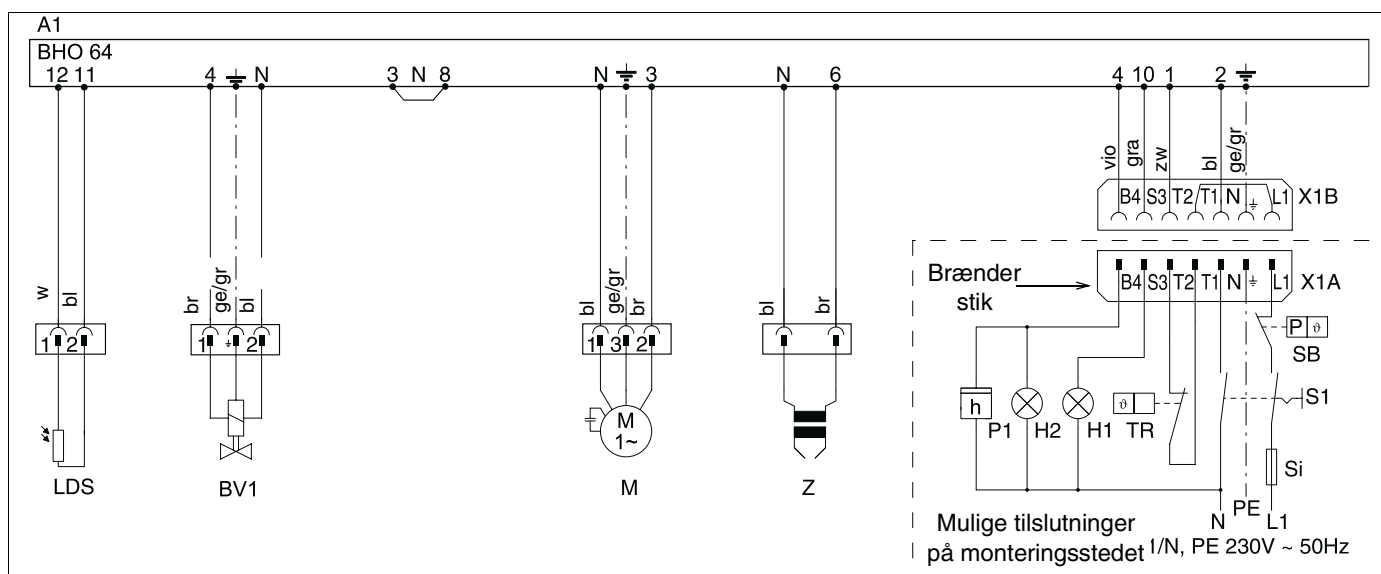 A1
BHO 64
12 11 4 N 3 N 8 N 3 N 6 4 10 1 2
vio gra zw bl ge/gr
B4 S3 T2 T1 N L1 X1B
w bl br ge/gr bl bl ge/gr br bl br
Brænder
stik
B4 S3 T2 T1 N L1 X1A
1 2 1 2 1 3 2
P ϑ
SB
h
P1 H2 H1
ϑ
TR
S1
M
1~
Si
LDS BV1 M Z
PE
N L1
Mulige tilslutninger
på monteringsstedet 1/N, PE 230V ~ 50Hz